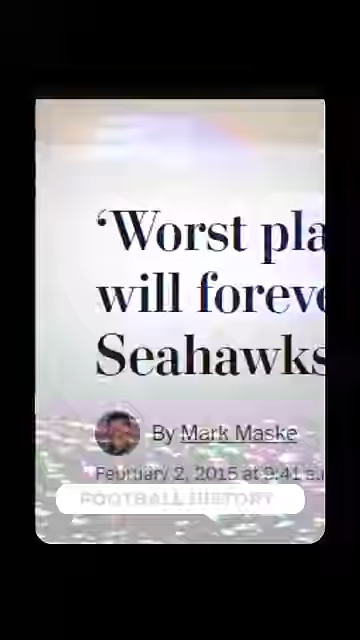 ‘Worst pla
will foreve
Seahawks
By Mark Maske
February 2, 2015 at 9:41 a.m
FOOTBALL HISTORY